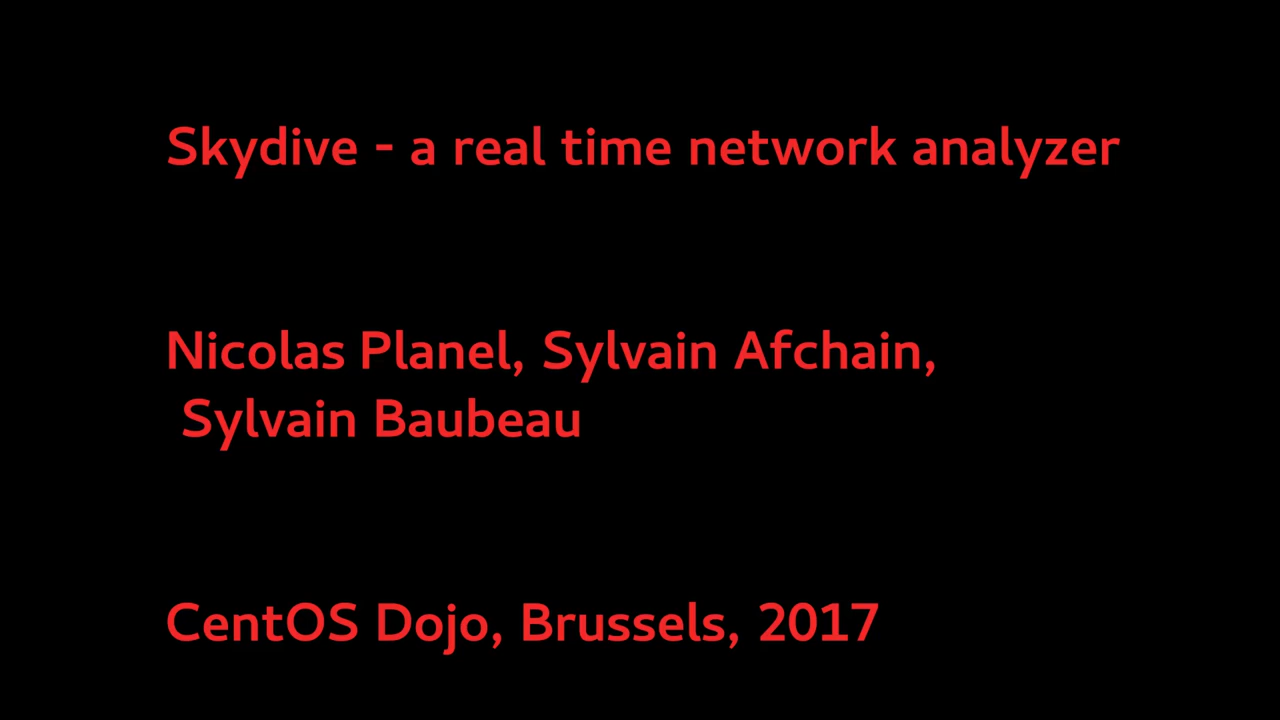 Skydive - a real time network analyzer
Nicolas Planel, Sylvain Afchain,
Sylvain Baubeau
CentOS Dojo, Brussels, 2017